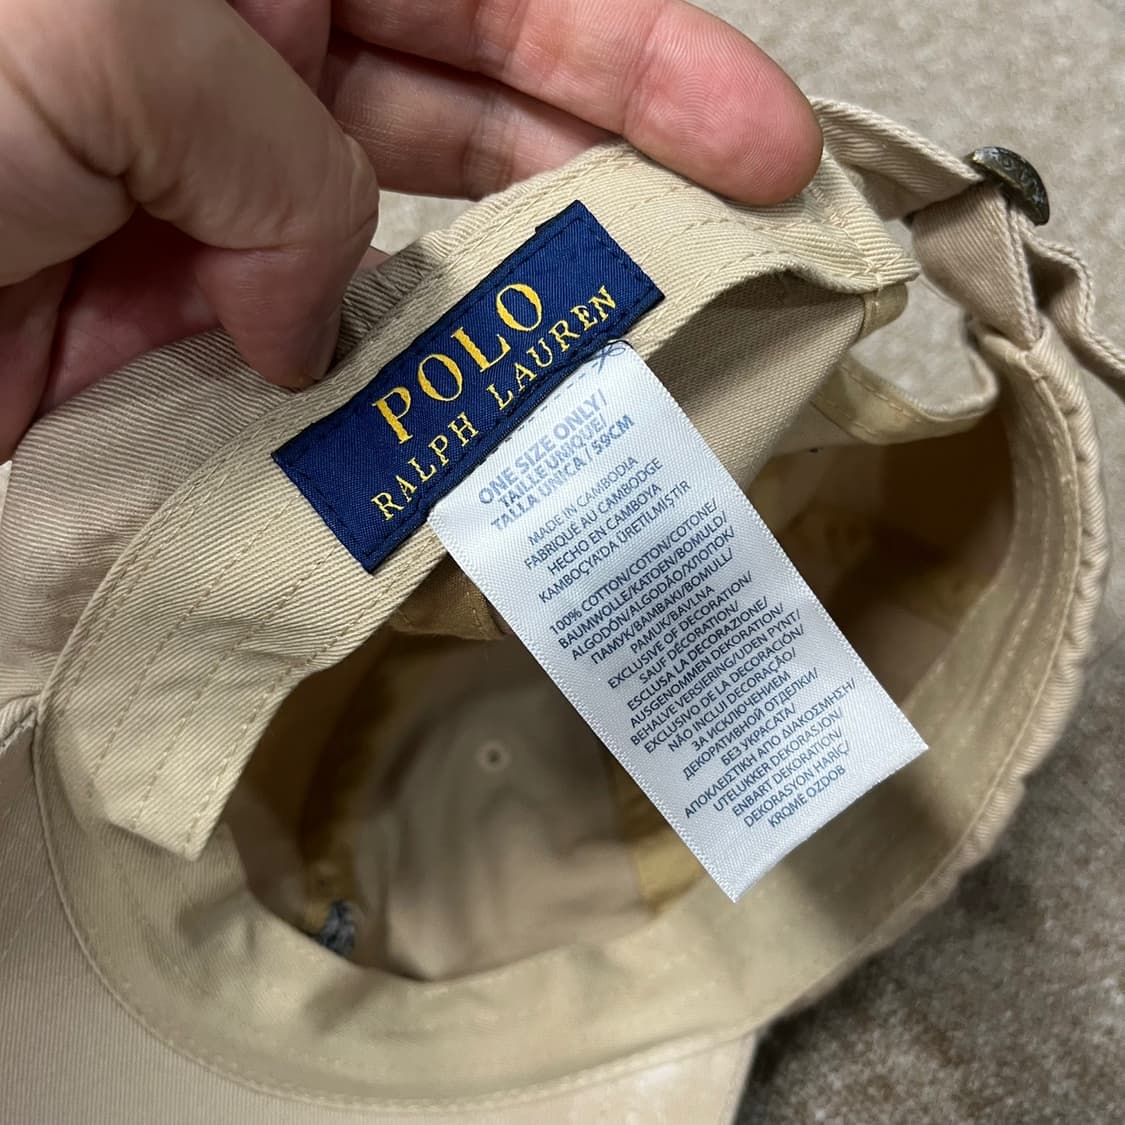 POLO
RALPH LAUREN
ONE SIZE ONLY/
TAILLE UNIQUE/
TALLA UNICA / 59CM
MADE IN CAMBODIA
FABRIQUÉ AU CAMBODGE
HECHO EN CAMBOYA
KAMBOÇYA'DA ÜRETILMIŞTIR
100% COTTON/COTON/COTONE/
BAUMWOLLE/KATOEN/BOMULD/
ALGODÓN/ALGODÃO/ХЛОПОК/
ПАМУК/ΒΑΜΒΑΚΙ/BOMULL/
PAMUK/BAVLNA
EXCLUSIVE OF DECORATION/
SAUF DÉCORATION/
ESCLUSA LA DECORAZIONE/
AUSGENOMMEN DEKORATION/
BEHALVE VERSIERING/UDEN PYNT/
EXCLUSIVO DE LA DECORACIÓN/
NÃO INCLUI DECORAÇÃO/
ЗА ИСКЛЮЧЕНИЕМ
ДЕКОРАТИВНОЙ ОТДЕЛКИ/
БЕЗ УКРАСА/
ΑΠΟΚΛΕΙΣΤΙΚΗ ΑΠΟ ΔΙΑΚΟΣΜΗΣΗ/
UTELUKKER DEKORASJON/
ENBART DEKORATION/
DEKORASYON HARIÇ/
KROMĚ OZDOB